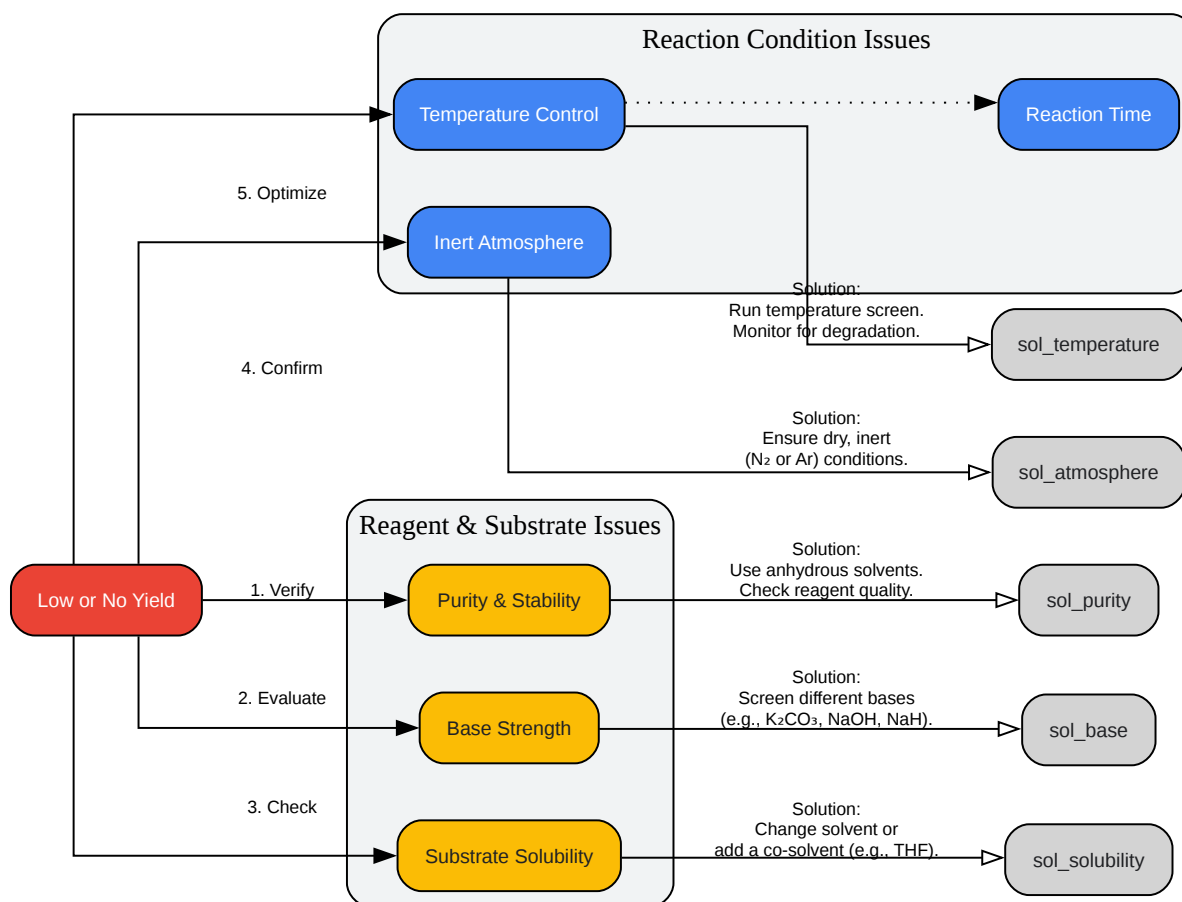 Reaction Condition Issues
Temperature Control
Reaction Time
5. Optimize
Inert Atmosphere
Solution:
Run temperature screen.
Monitor for degradation.
sol_temperature
4. Confirm
Solution:
Ensure dry, inert
(N₂ or Ar) conditions.
sol_atmosphere
Reagent & Substrate Issues
Low or No Yield
1. Verify
Purity & Stability
Solution:
Use anhydrous solvents.
Check reagent quality.
sol_purity
2. Evaluate
Base Strength
Solution:
Screen different bases
(e.g., K₂CO₃, NaOH, NaH).
sol_base
3. Check
Substrate Solubility
Solution:
Change solvent or
add a co-solvent (e.g., THF).
sol_solubility